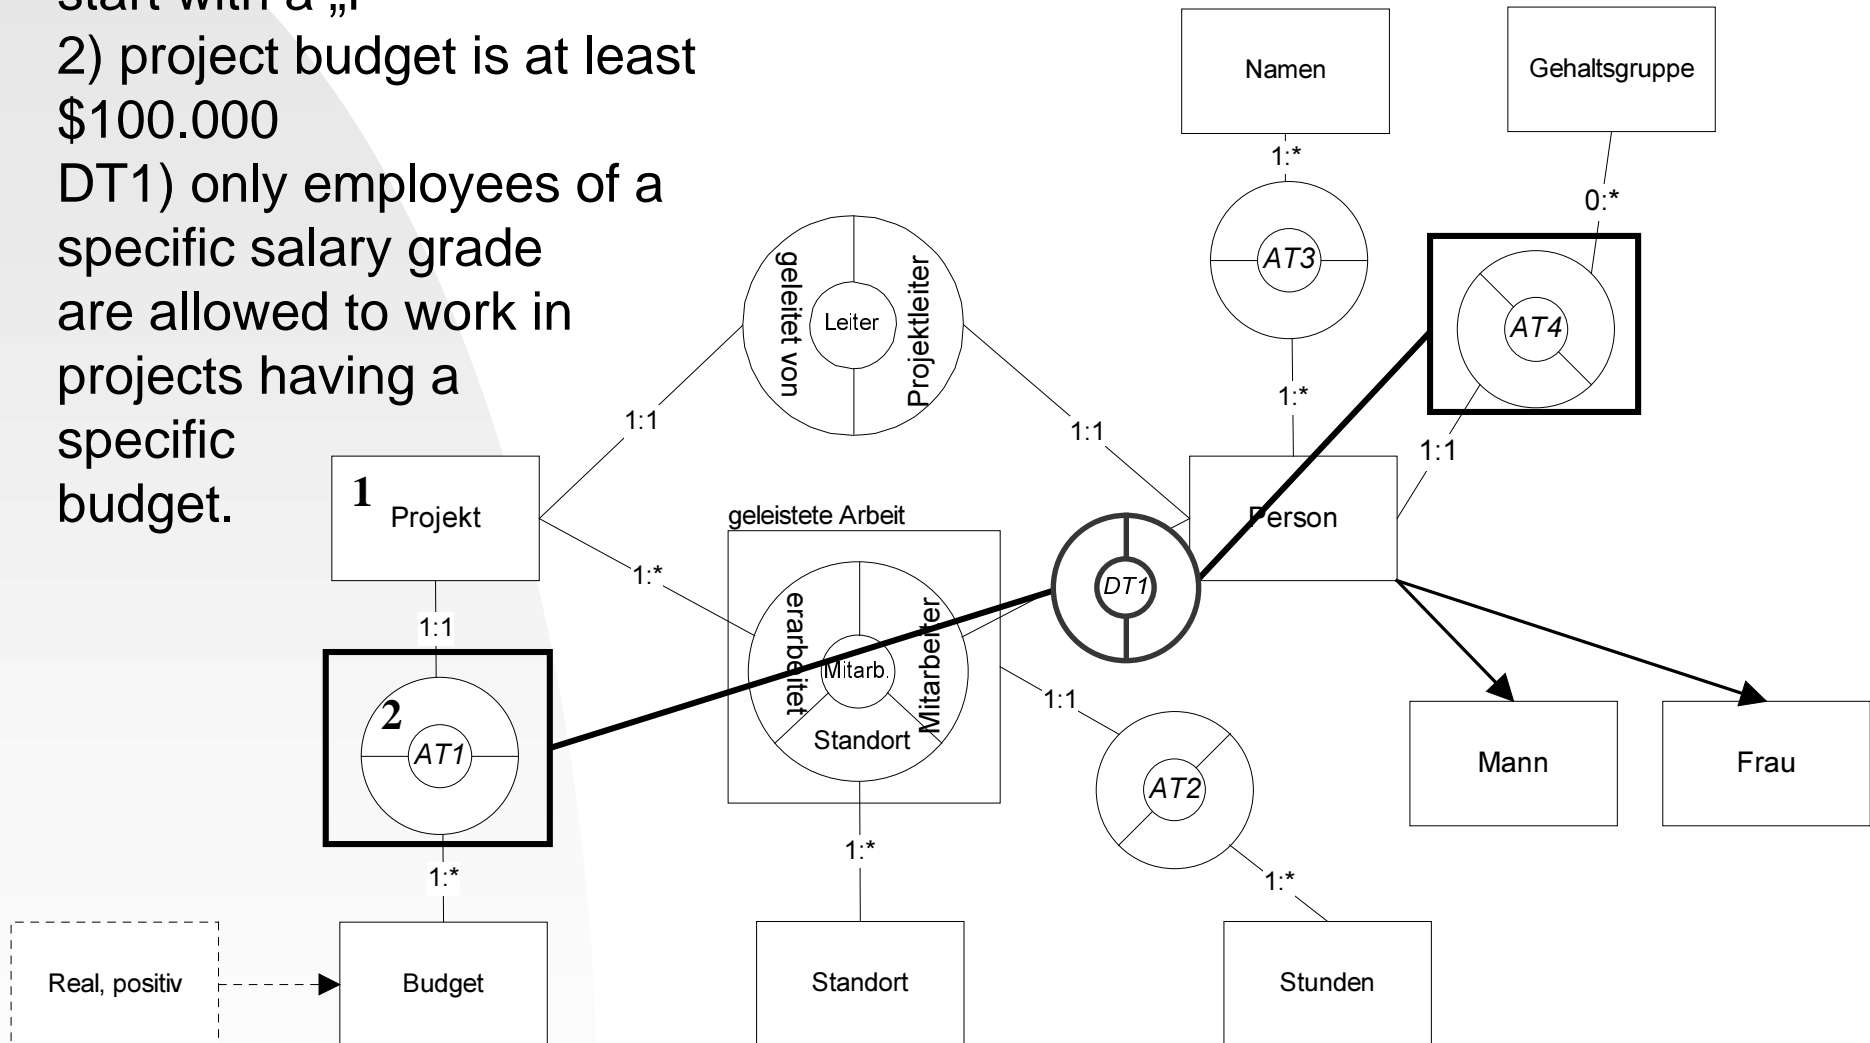 start with a „
2) project budget is at least
$100.000
DT1) only employees of a
specific salary grade
are allowed to work in
projects having a
specific
budget.
Namen
Gehaltsgruppe
1:*
0:*
AT3
AT4
geleitet von
Leiter
Projektleiter
1:*
1:1
1:1
1:1
1
Projekt
geleistete Arbeit
Person
1:*
DT1
1:1
erarbeitet
Mitarb.
Mitarbeiter
Standort
1:1
2
AT1
AT2
Mann
Frau
1:*
1:*
1:*
Real, positiv
Budget
Standort
Stunden